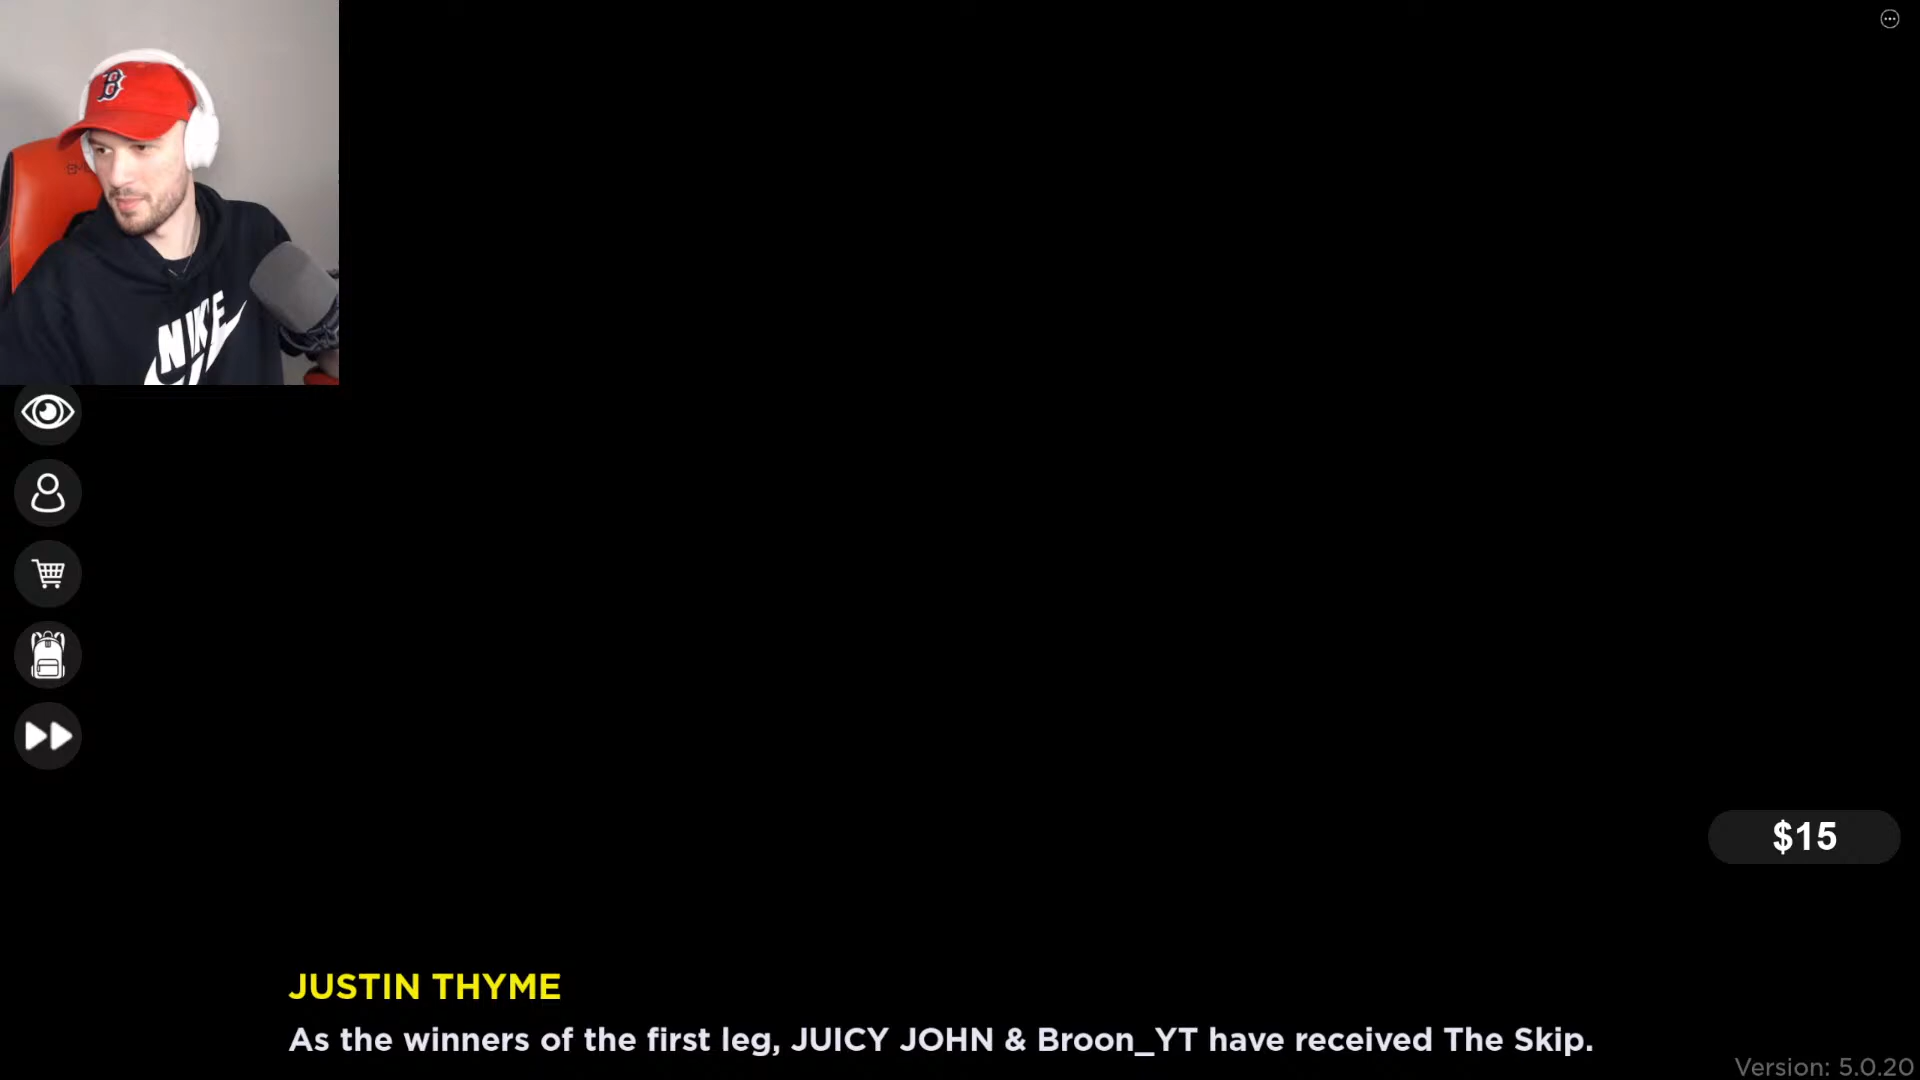 B
NIKE
$15
JUSTIN THYME
As the winners of the first leg, JUICY JOHN & Broon_YT have received The Skip.
Version: 5.0.20